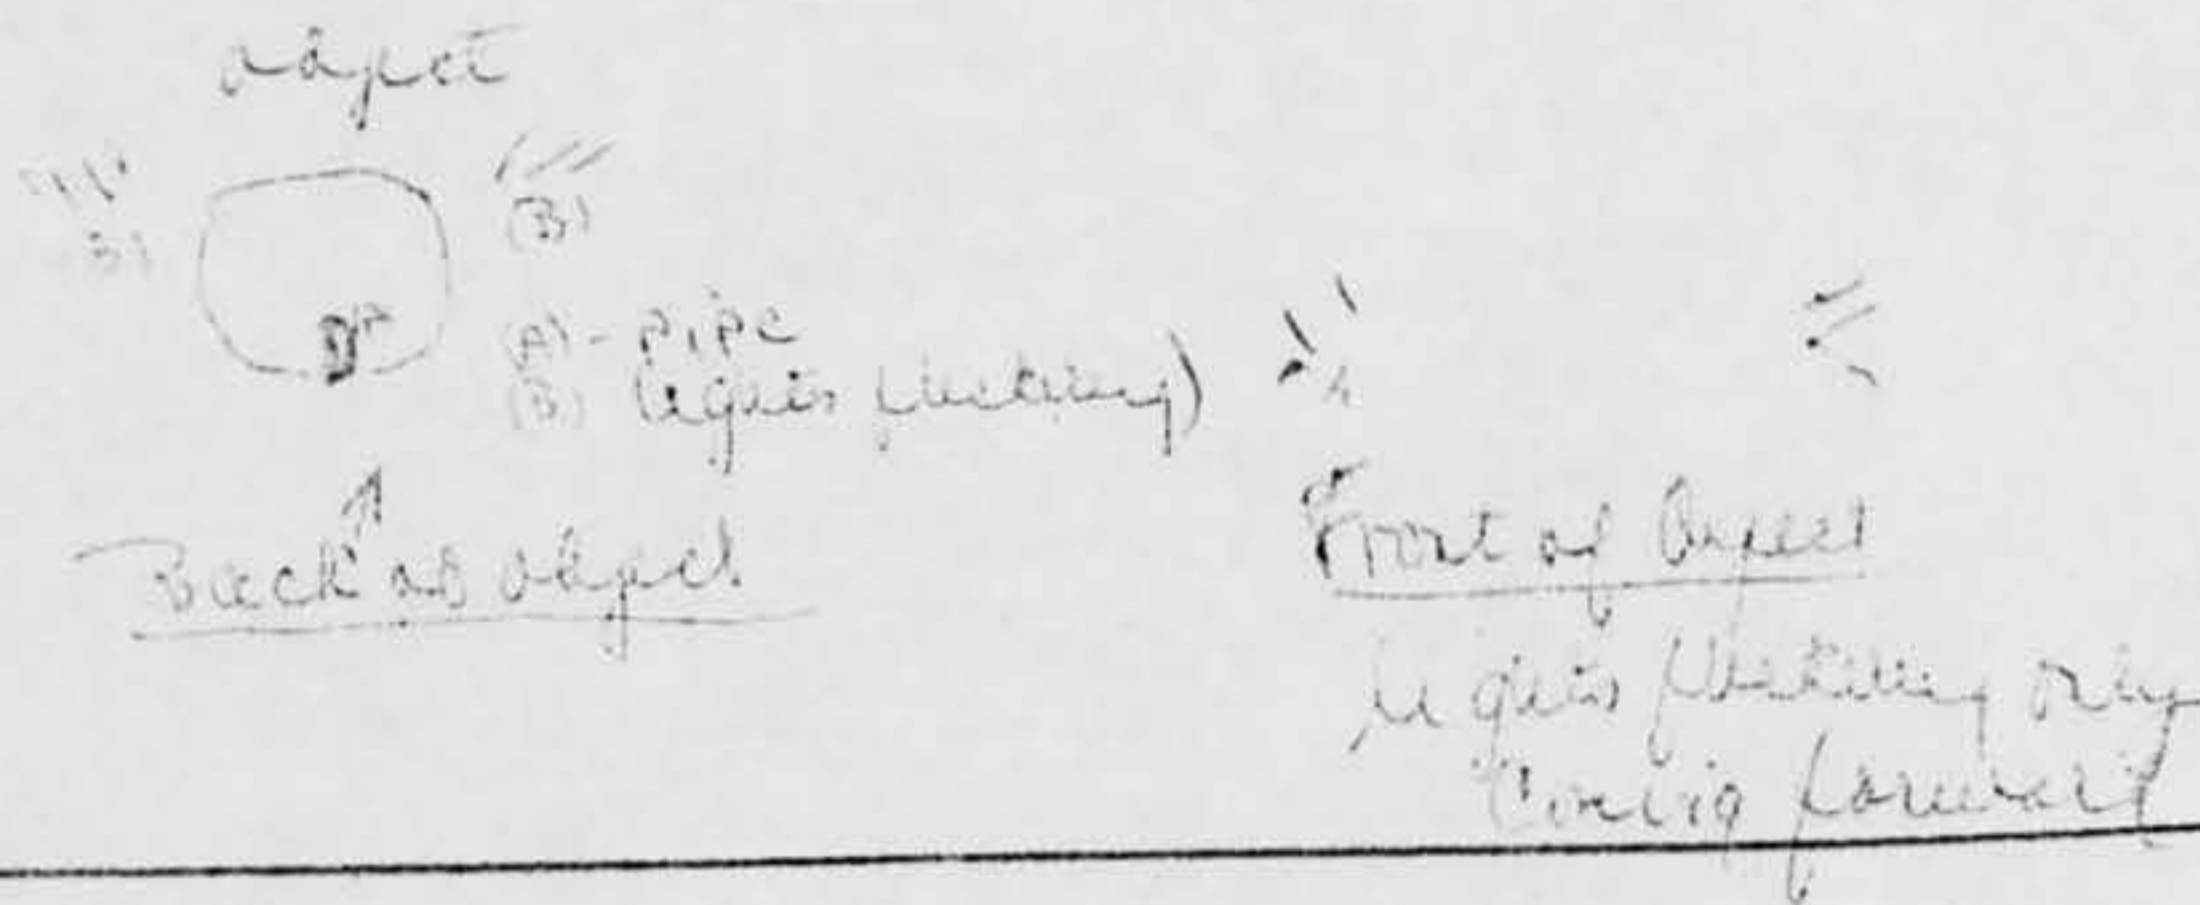 object
(B)
B)
A
(A) - Pipe
(B) lights flickering)
Back of object
Front of Object
lights flickering only
Coming forward